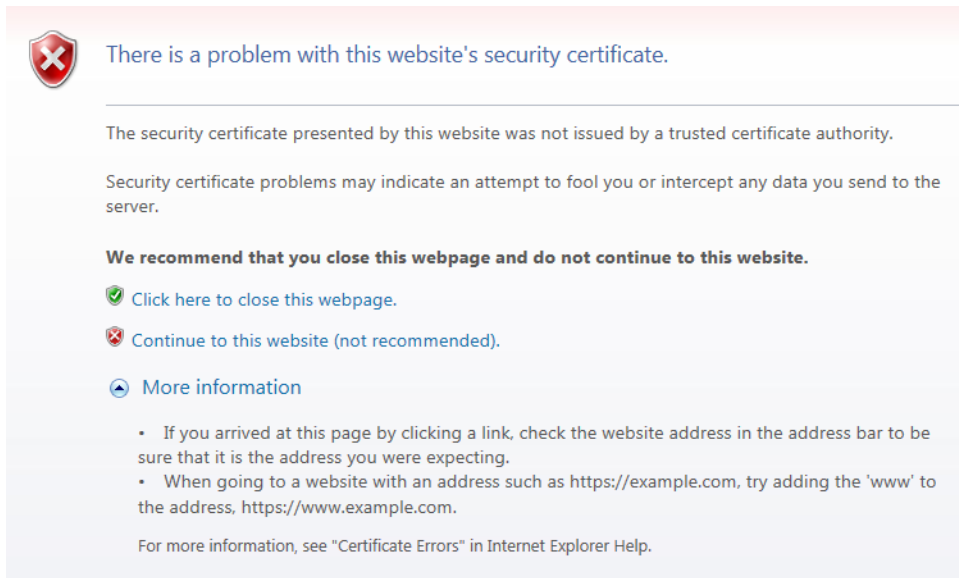 There is a problem with this website's security certificate.
The security certificate presented by this website was not issued by a trusted certificate authority.
Security certificate problems may indicate an attempt to fool you or intercept any data you send to the
server.
We recommend that you close this webpage and do not continue to this website.
Click here to close this webpage.
Continue to this website (not recommended).
More information
• If you arrived at this page by clicking a link, check the website address in the address bar to be
sure that it is the address you were expecting.
• When going to a website with an address such as https://example.com, try adding the 'www' to
the address, https://www.example.com.
For more information, see "Certificate Errors" in Internet Explorer Help.